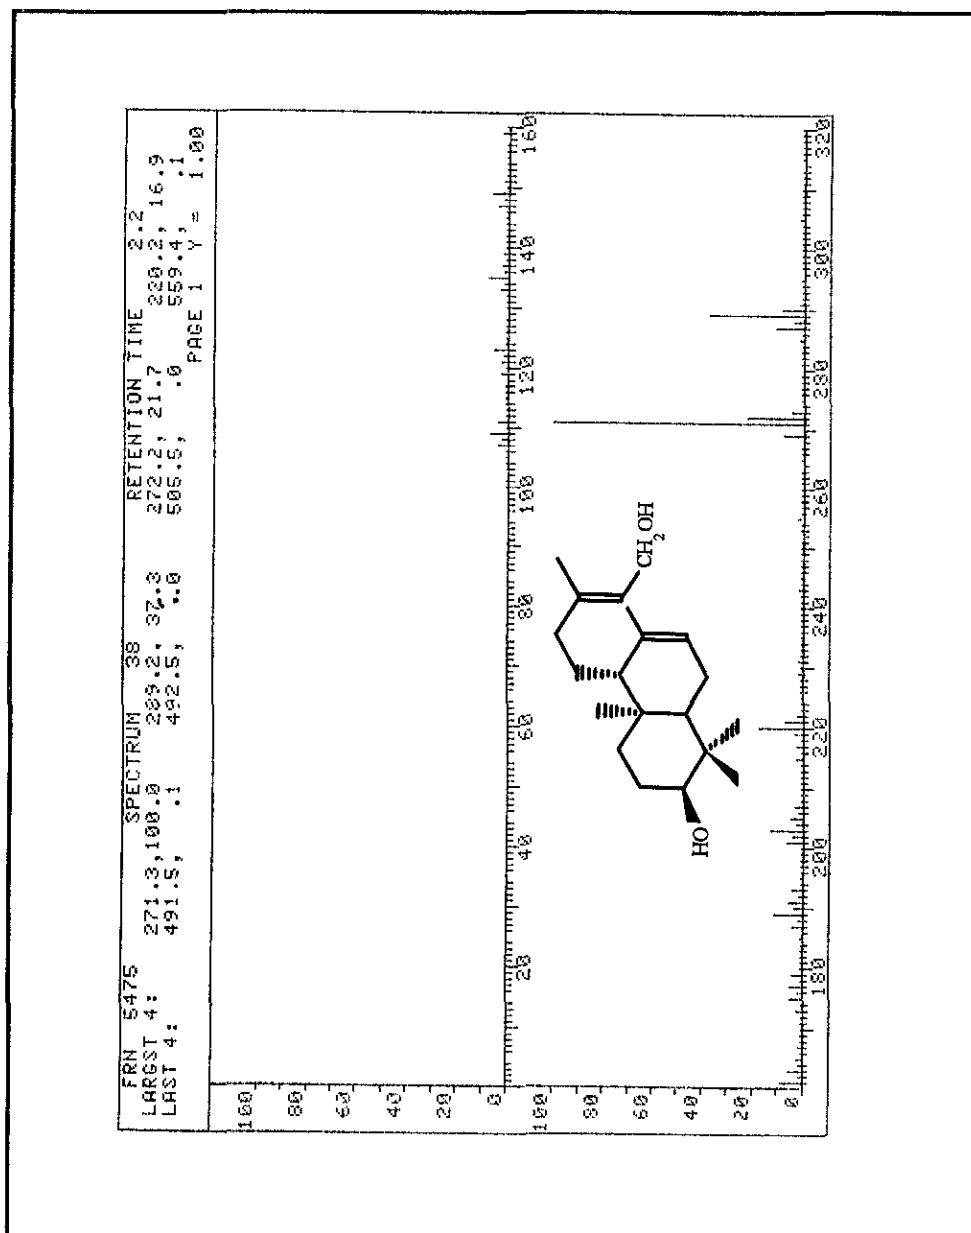 FRN 5475 SPECTRUM 38 RETENTION TIME 2.2
LARGST 4: 271.3,100.0 289.2, 37.3 272.2, 21.7 220.2, 16.9
LAST 4: 491.5, .1 492.5, .0 505.5, .0 559.4, .1
PAGE 1 Y = 1.00
100
80
60
40
20
0
20 40 60 80 100 120 140 160
100
80
60
40
20
0
180 200 220 240 260 280 300 320
HO
CH2OH